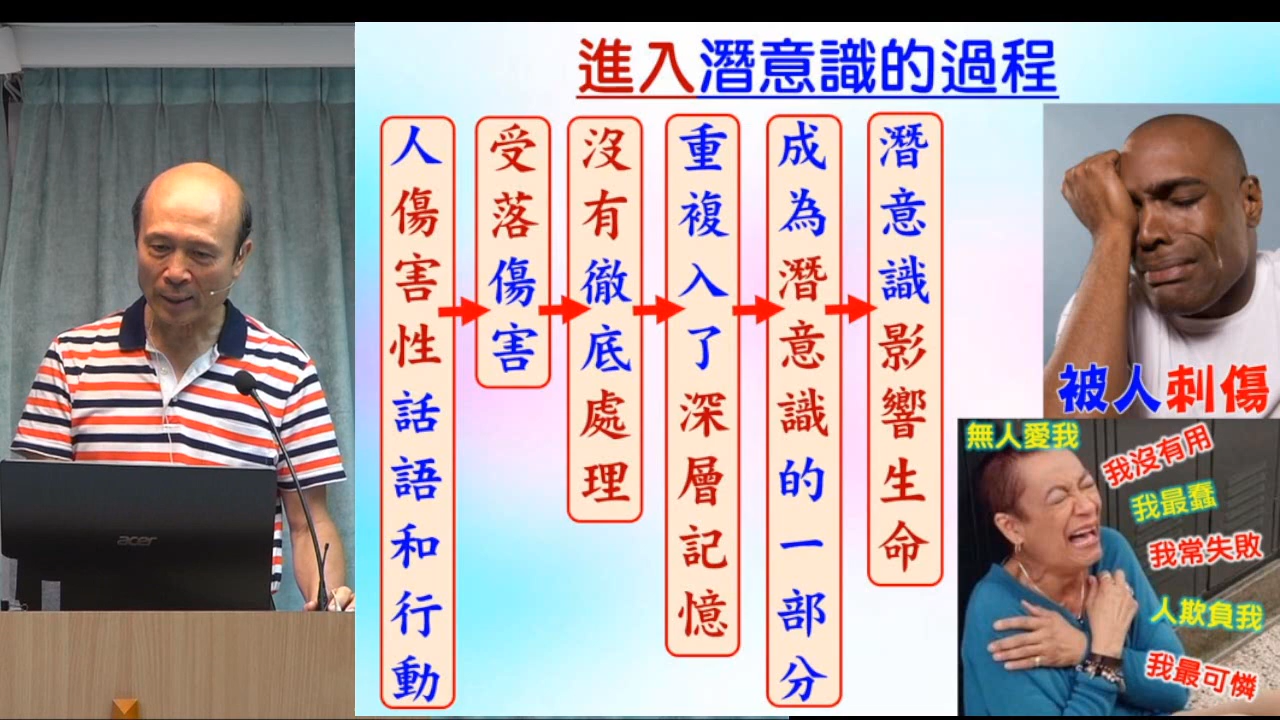 進入潛意識的過程
人傷害性話語和行動
受落傷害
沒有徹底處理
重複入了深層記憶
成為潛意識的一部分
潛意識影響生命
被人刺傷
無人愛我
我沒有用
我最蠢
我常失敗
人欺負我
我最可憐
acer